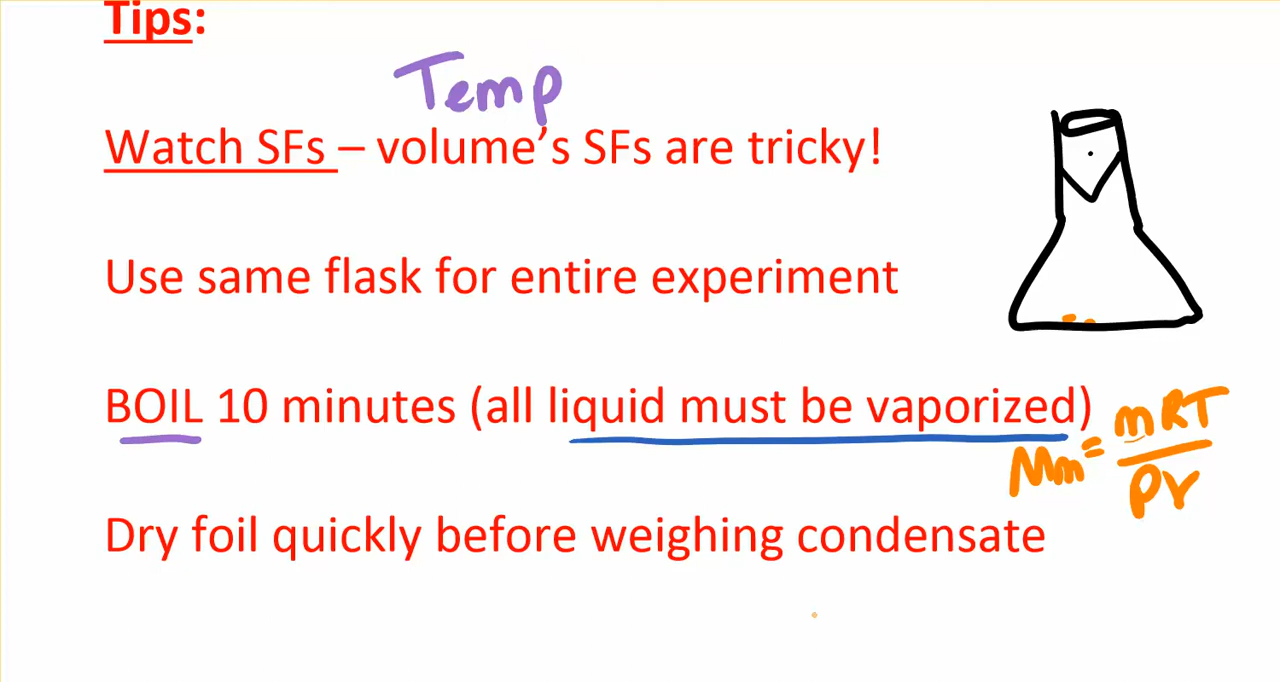 Tips:
Temp
Watch SFs – volume’s SFs are tricky!
Use same flask for entire experiment
BOIL 10 minutes (all liquid must be vaporized)
Mm = mRT
PV
Dry foil quickly before weighing condensate